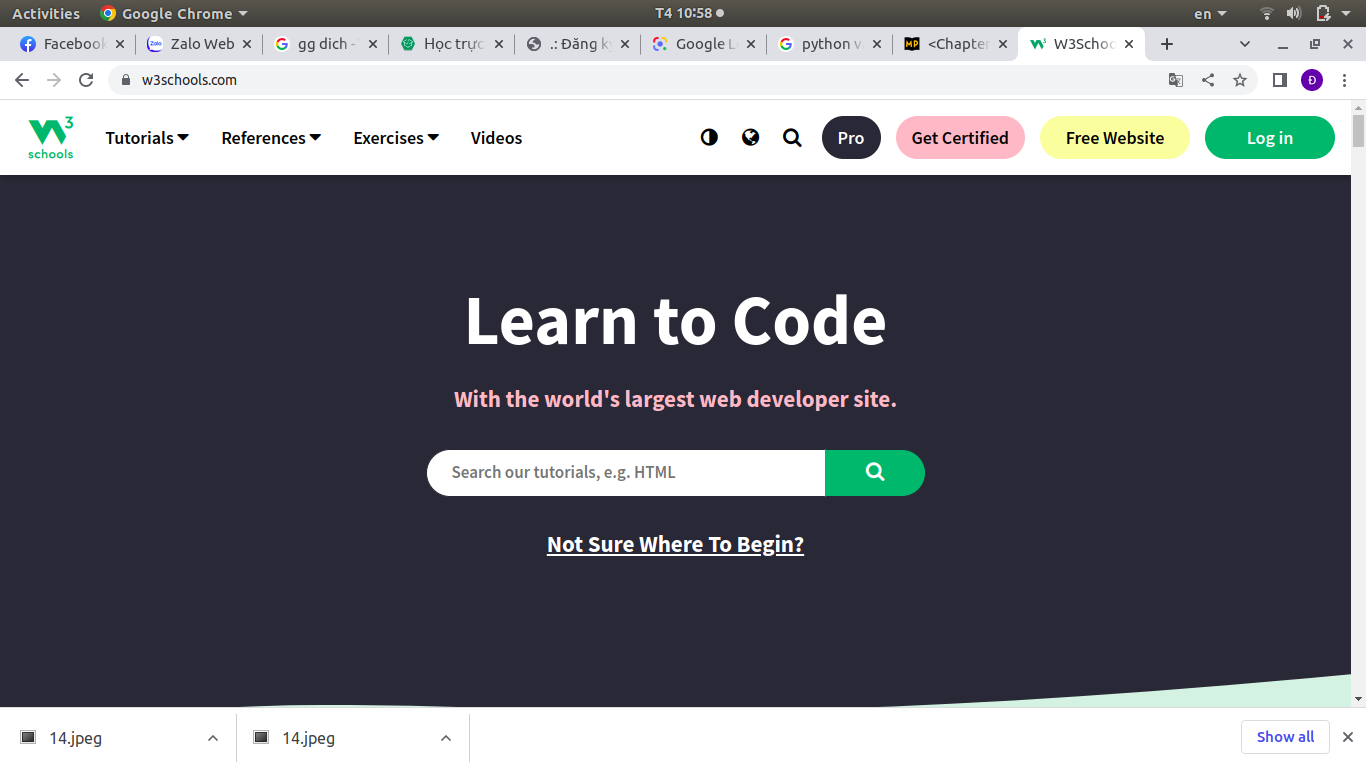 Activities Google Chrome T4 10:58 en
Facebook Zalo Web gg dich - Học trực .: Đăng ký Google L python v <Chapter W3Schoo
w3schools.com Đ
3
schools Tutorials References Exercises Videos Pro Get Certified Free Website Log in
Learn to Code
With the world's largest web developer site.
Search our tutorials, e.g. HTML
Not Sure Where To Begin?
14.jpeg 14.jpeg Show all